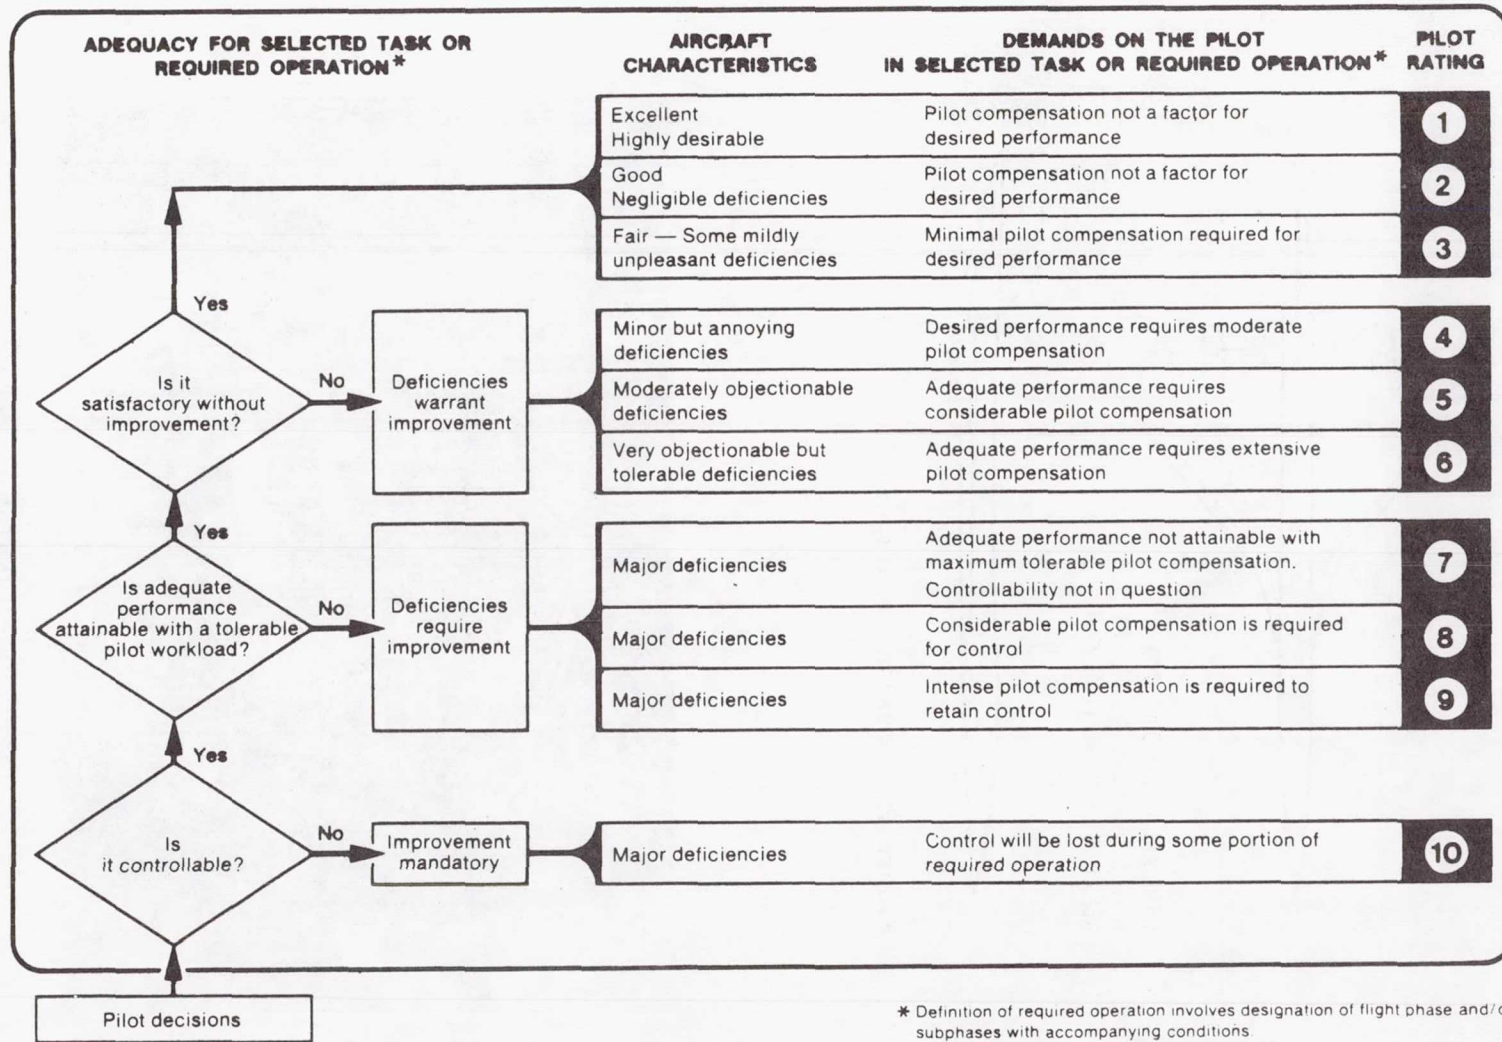 ADEQUACY FOR SELECTED TASK OR
REQUIRED OPERATION*
AIRCRAFT
CHARACTERISTICS
DEMANDS ON THE PILOT
IN SELECTED TASK OR REQUIRED OPERATION*
PILOT
RATING
Excellent
Highly desirable
Pilot compensation not a factor for
desired performance
1
Good
Negligible deficiencies
Pilot compensation not a factor for
desired performance
2
Fair — Some mildly
unpleasant deficiencies
Minimal pilot compensation required for
desired performance
3
Yes
Is it
satisfactory without
improvement?
No
Deficiencies
warrant
improvement
Minor but annoying
deficiencies
Desired performance requires moderate
pilot compensation
4
Moderately objectionable
deficiencies
Adequate performance requires
considerable pilot compensation
5
Very objectionable but
tolerable deficiencies
Adequate performance requires extensive
pilot compensation
6
Yes
Is adequate
performance
attainable with a tolerable
pilot workload?
No
Deficiencies
require
improvement
Major deficiencies
Adequate performance not attainable with
maximum tolerable pilot compensation.
Controllability not in question
7
Major deficiencies
Considerable pilot compensation is required
for control
8
Major deficiencies
Intense pilot compensation is required to
retain control
9
Yes
Is
it controllable?
No
Improvement
mandatory
Major deficiencies
Control will be lost during some portion of
required operation
10
Pilot decisions
* Definition of required operation involves designation of flight phase and/
subphases with accompanying conditions.